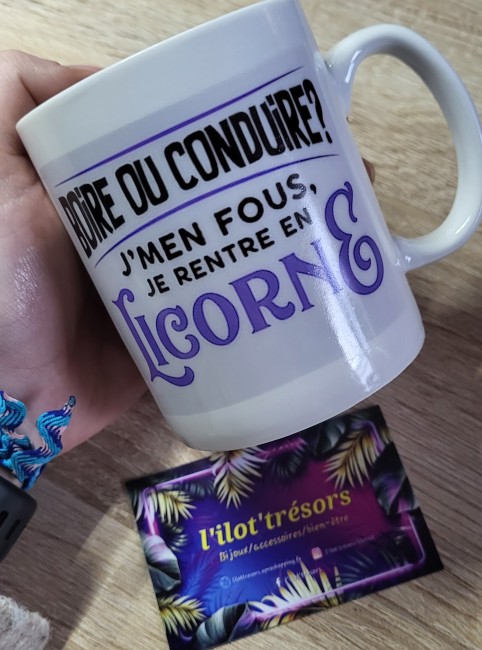 BOIRE OU CONDUIRE?
J'MEN FOUS,
JE RENTRE EN
LICORNE
l'ilot'trésors
Bijoux/accessoires/bien-être